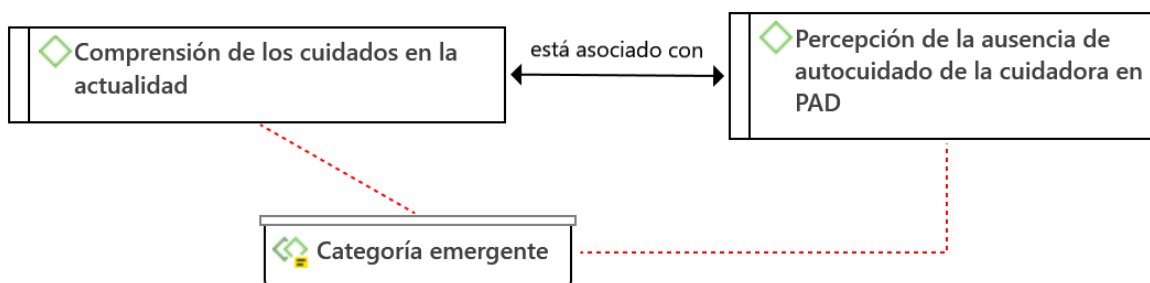 Comprensión de los cuidados en la
actualidad
está asociado con
Percepción de la ausencia de
autocuidado de la cuidadora en
PAD
Categoría emergente